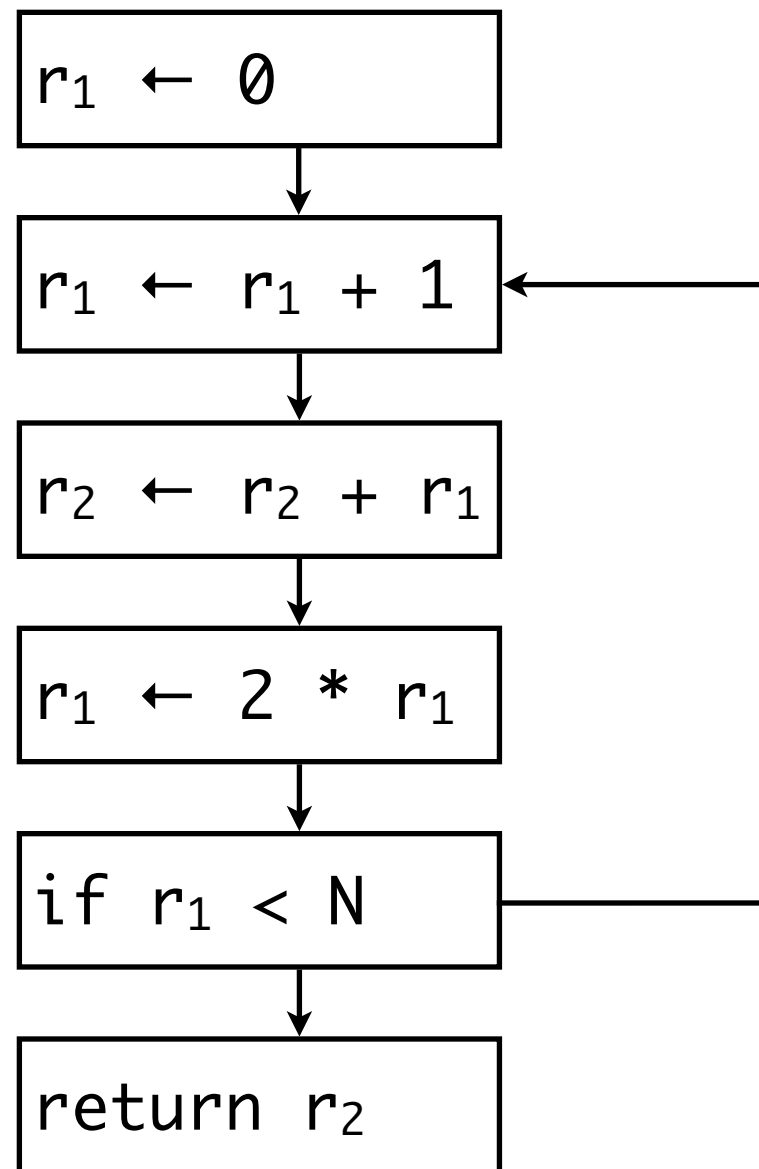 r₁ ← 0
r₁ ← r₁ + 1
r₂ ← r₂ + r₁
r₁ ← 2 * r₁
if r₁ < N
return r₂